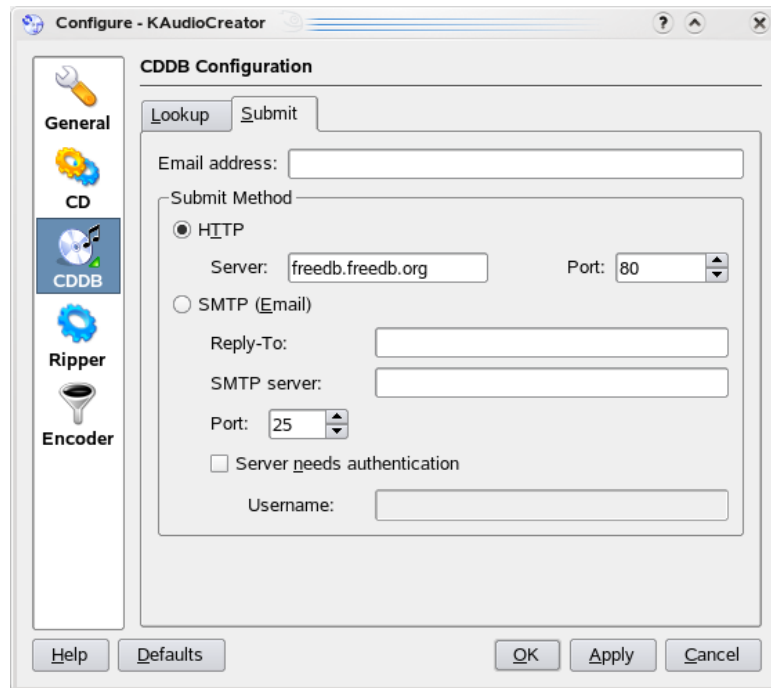 Configure - KAudioCreator
General
CD
CDDB
Ripper
Encoder
CDDB Configuration
Lookup Submit
Email address:
Submit Method
HTTP
Server: freedb.freedb.org Port: 80
SMTP (Email)
Reply-To:
SMTP server:
Port: 25
Server needs authentication
Username:
Help Defaults OK Apply Cancel